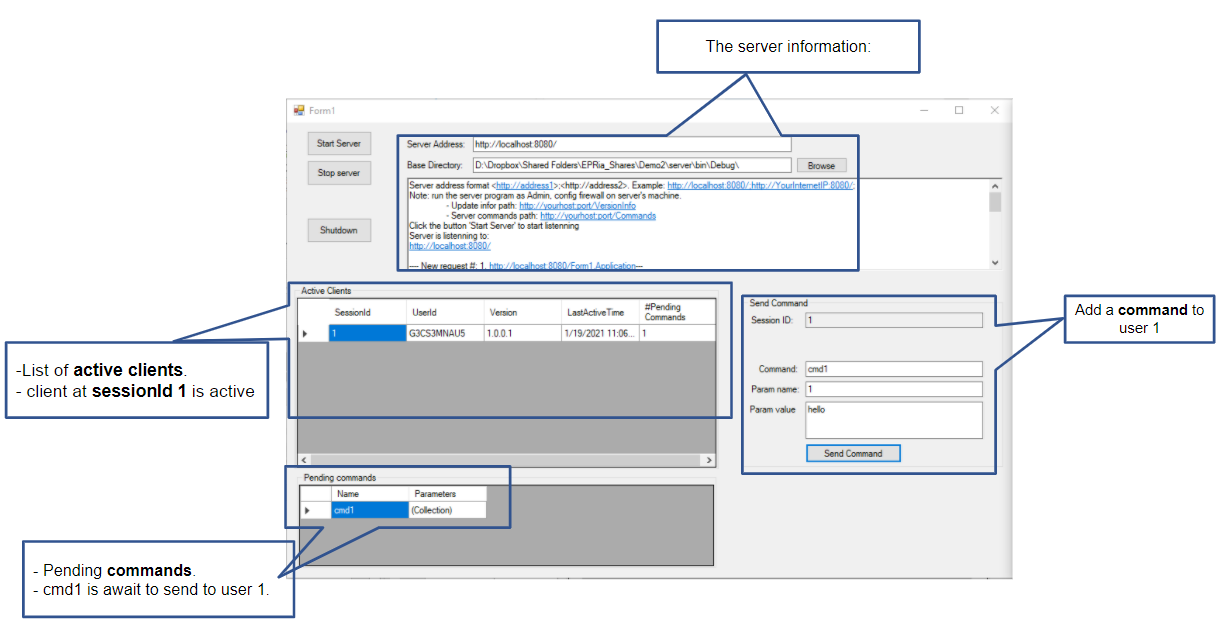 The server information:
Form1
Start Server
Server Address:
http://localhost:8080/
Stop server
Base Directory:
D:\Dropbox\Shared Folders\EPRia_Shares\Demo2\server\bin\Debug\
Browse
Server address format <http://address1>;<http://address2>. Example: http://localhost:8080/;http://YourInternetIP:8080/;
Note: run the server program as Admin, config firewall on server's machine.
- Update infor path: http://yourhost:port/VersionInfo
- Server commands path: http://yourhost:port/Commands
Click the button 'Start Server' to start listenning
Server is listenning to:
http://localhost:8080/
---- New request #: 1, http://localhost:8080/Form1.Application---
Shutdown
Active Clients
SessionId
UserId
Version
LastActiveTime
#Pending
Commands
1
G3CS3MNAU5
1.0.0.1
1/19/2021 11:06...
1
Send Command
Session ID:
1
Command:
cmd1
Param name:
1
Param value
hello
Send Command
Add a command to
user 1
-List of active clients.
- client at sessionId 1 is active
Pending commands
Name
Parameters
cmd1
(Collection)
- Pending commands.
- cmd1 is await to send to user 1.